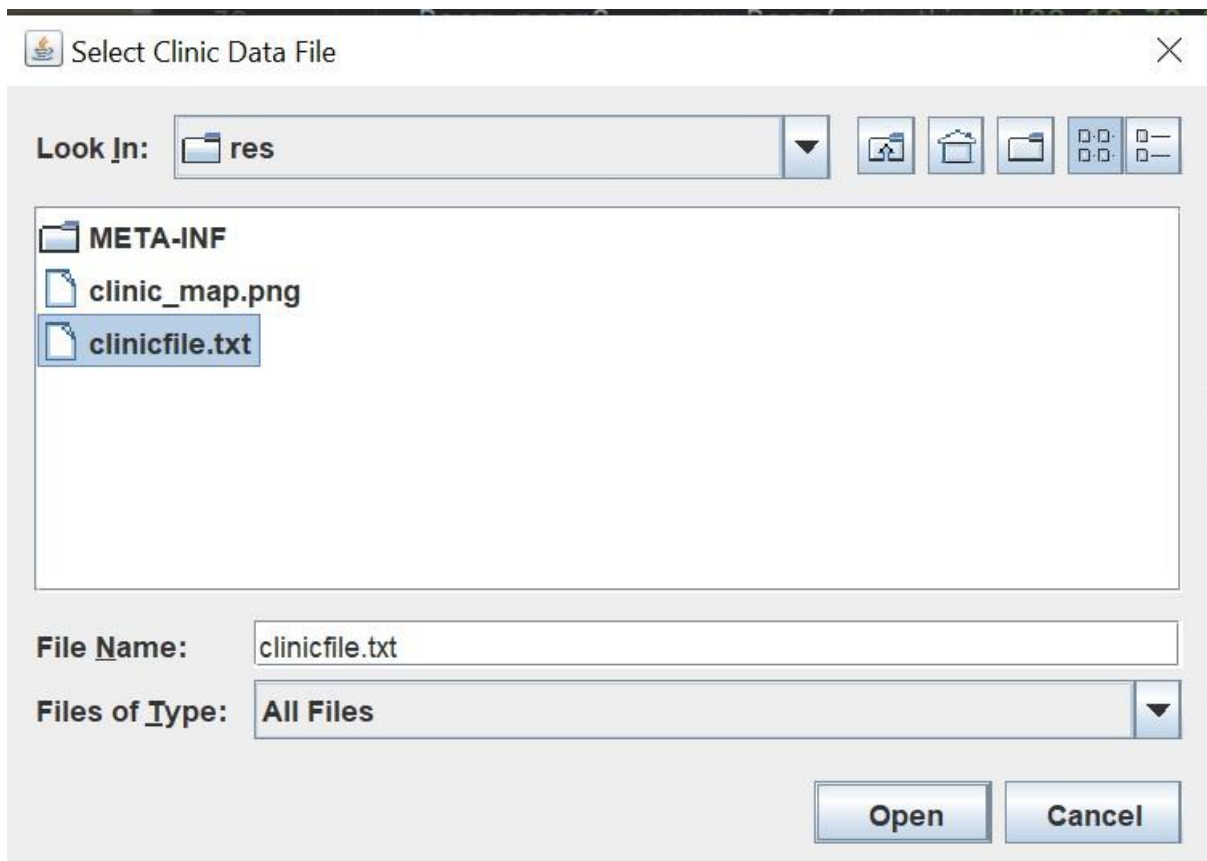 Select Clinic Data File
Look In: res
META-INF
clinic_map.png
clinicfile.txt
File Name: clinicfile.txt
Files of Type: All Files
Open Cancel